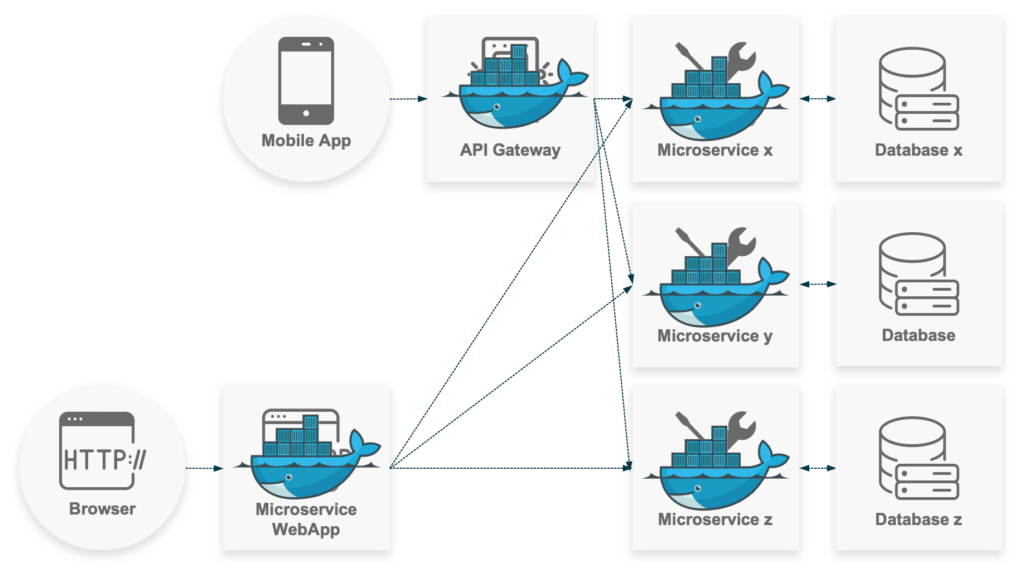 Mobile App
API Gateway
Microservice x
Database x
Microservice y
Database
HTTP://
Browser
Microservice
WebApp
Microservice z
Database z